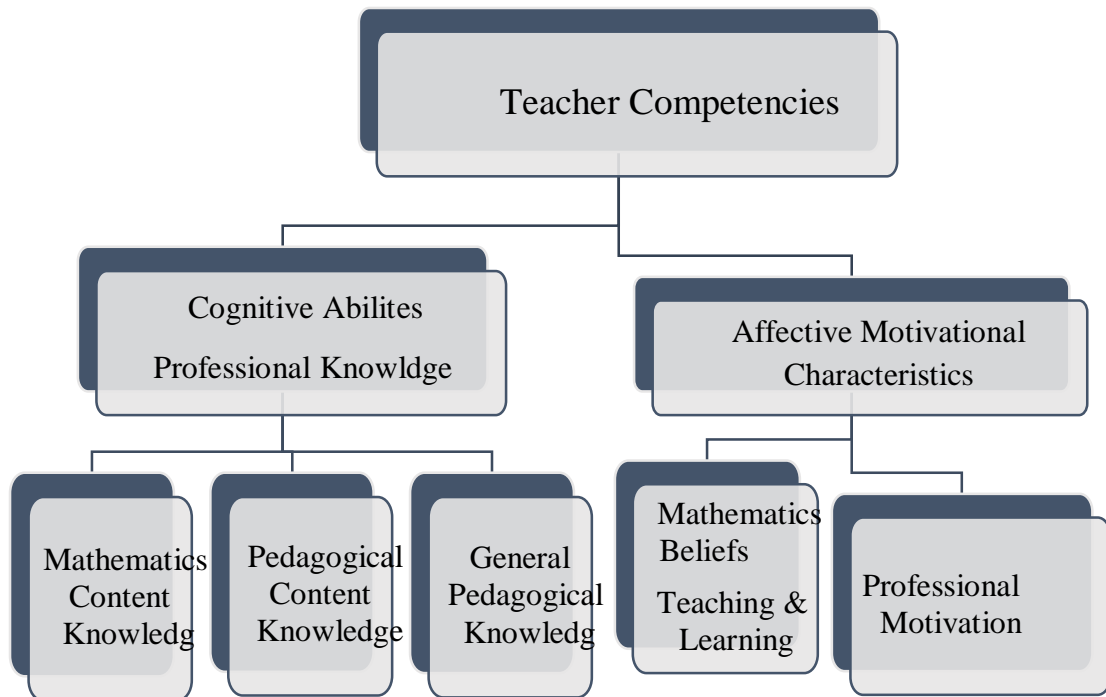 Teacher Competencies
Cognitive Abilites
Professional Knowldge
Affective Motivational
Characteristics
Mathematics
Content
Knowledg
Pedagogical
Content
Knowledge
General
Pedagogical
Knowledg
Mathematics
Beliefs
Teaching &
Learning
Professional
Motivation